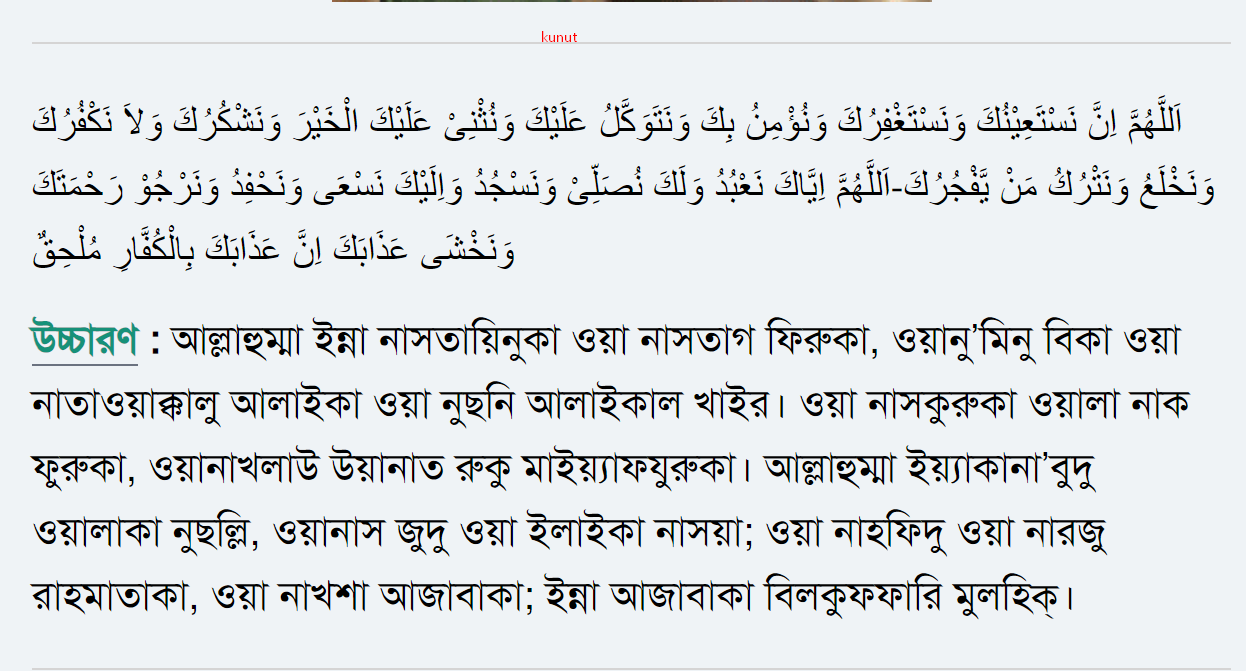 kunut
اَللَّهُمَّ اِنَّ نَسْتَعِيْنُكَ وَنَسْتَغْفِرُكَ وَنُؤْمِنُ بِكَ وَنَتَوَكَّلُ عَلَيْكَ وَنُثْنِىْ عَلَيْكَ الْخَيْرَ وَنَشْكُرُكَ وَلاَ نَكْفُرُكَ
وَنَخْلَعُ وَنَتْرُكُ مَنْ يَّفْجُرُكَ-اَللَّهُمَّ اِيَّاكَ نَعْبُدُ وَلَكَ نُصَلِّىْ وَنَسْجُدُ وَاِلَيْكَ نَسْعَى وَنَحْفِدُ وَنَرْجُوْ رَحْمَتَكَ
وَنَخْشَى عَذَابَكَ اِنَّ عَذَابَكَ بِالْكُفَّارِ مُلْحِقٌ
উচ্চারণ : আল্লাহুম্মা ইন্না নাসতায়িনুকা ওয়া নাসতাগ ফিরুকা, ওয়ানু’মিনু বিকা ওয়া
নাতাওয়াক্কালু আলাইকা ওয়া নুছনি আলাইকাল খাইর। ওয়া নাসকুরুকা ওয়ালা নাক
ফুরুকা, ওয়ানাখলাউ উয়ানাত রুকু মাইয়্যাফযুরুকা। আল্লাহুম্মা ইয়্যাকানা’বুদু
ওয়ালাকা নুছল্লি, ওয়ানাস জুদু ওয়া ইলাইকা নাসয়া; ওয়া নাহফিদু ওয়া নারজু
রাহমাতাকা, ওয়া নাখশা আজাবাকা; ইন্না আজাবাকা বিলকুফফারি মুলহিক্।